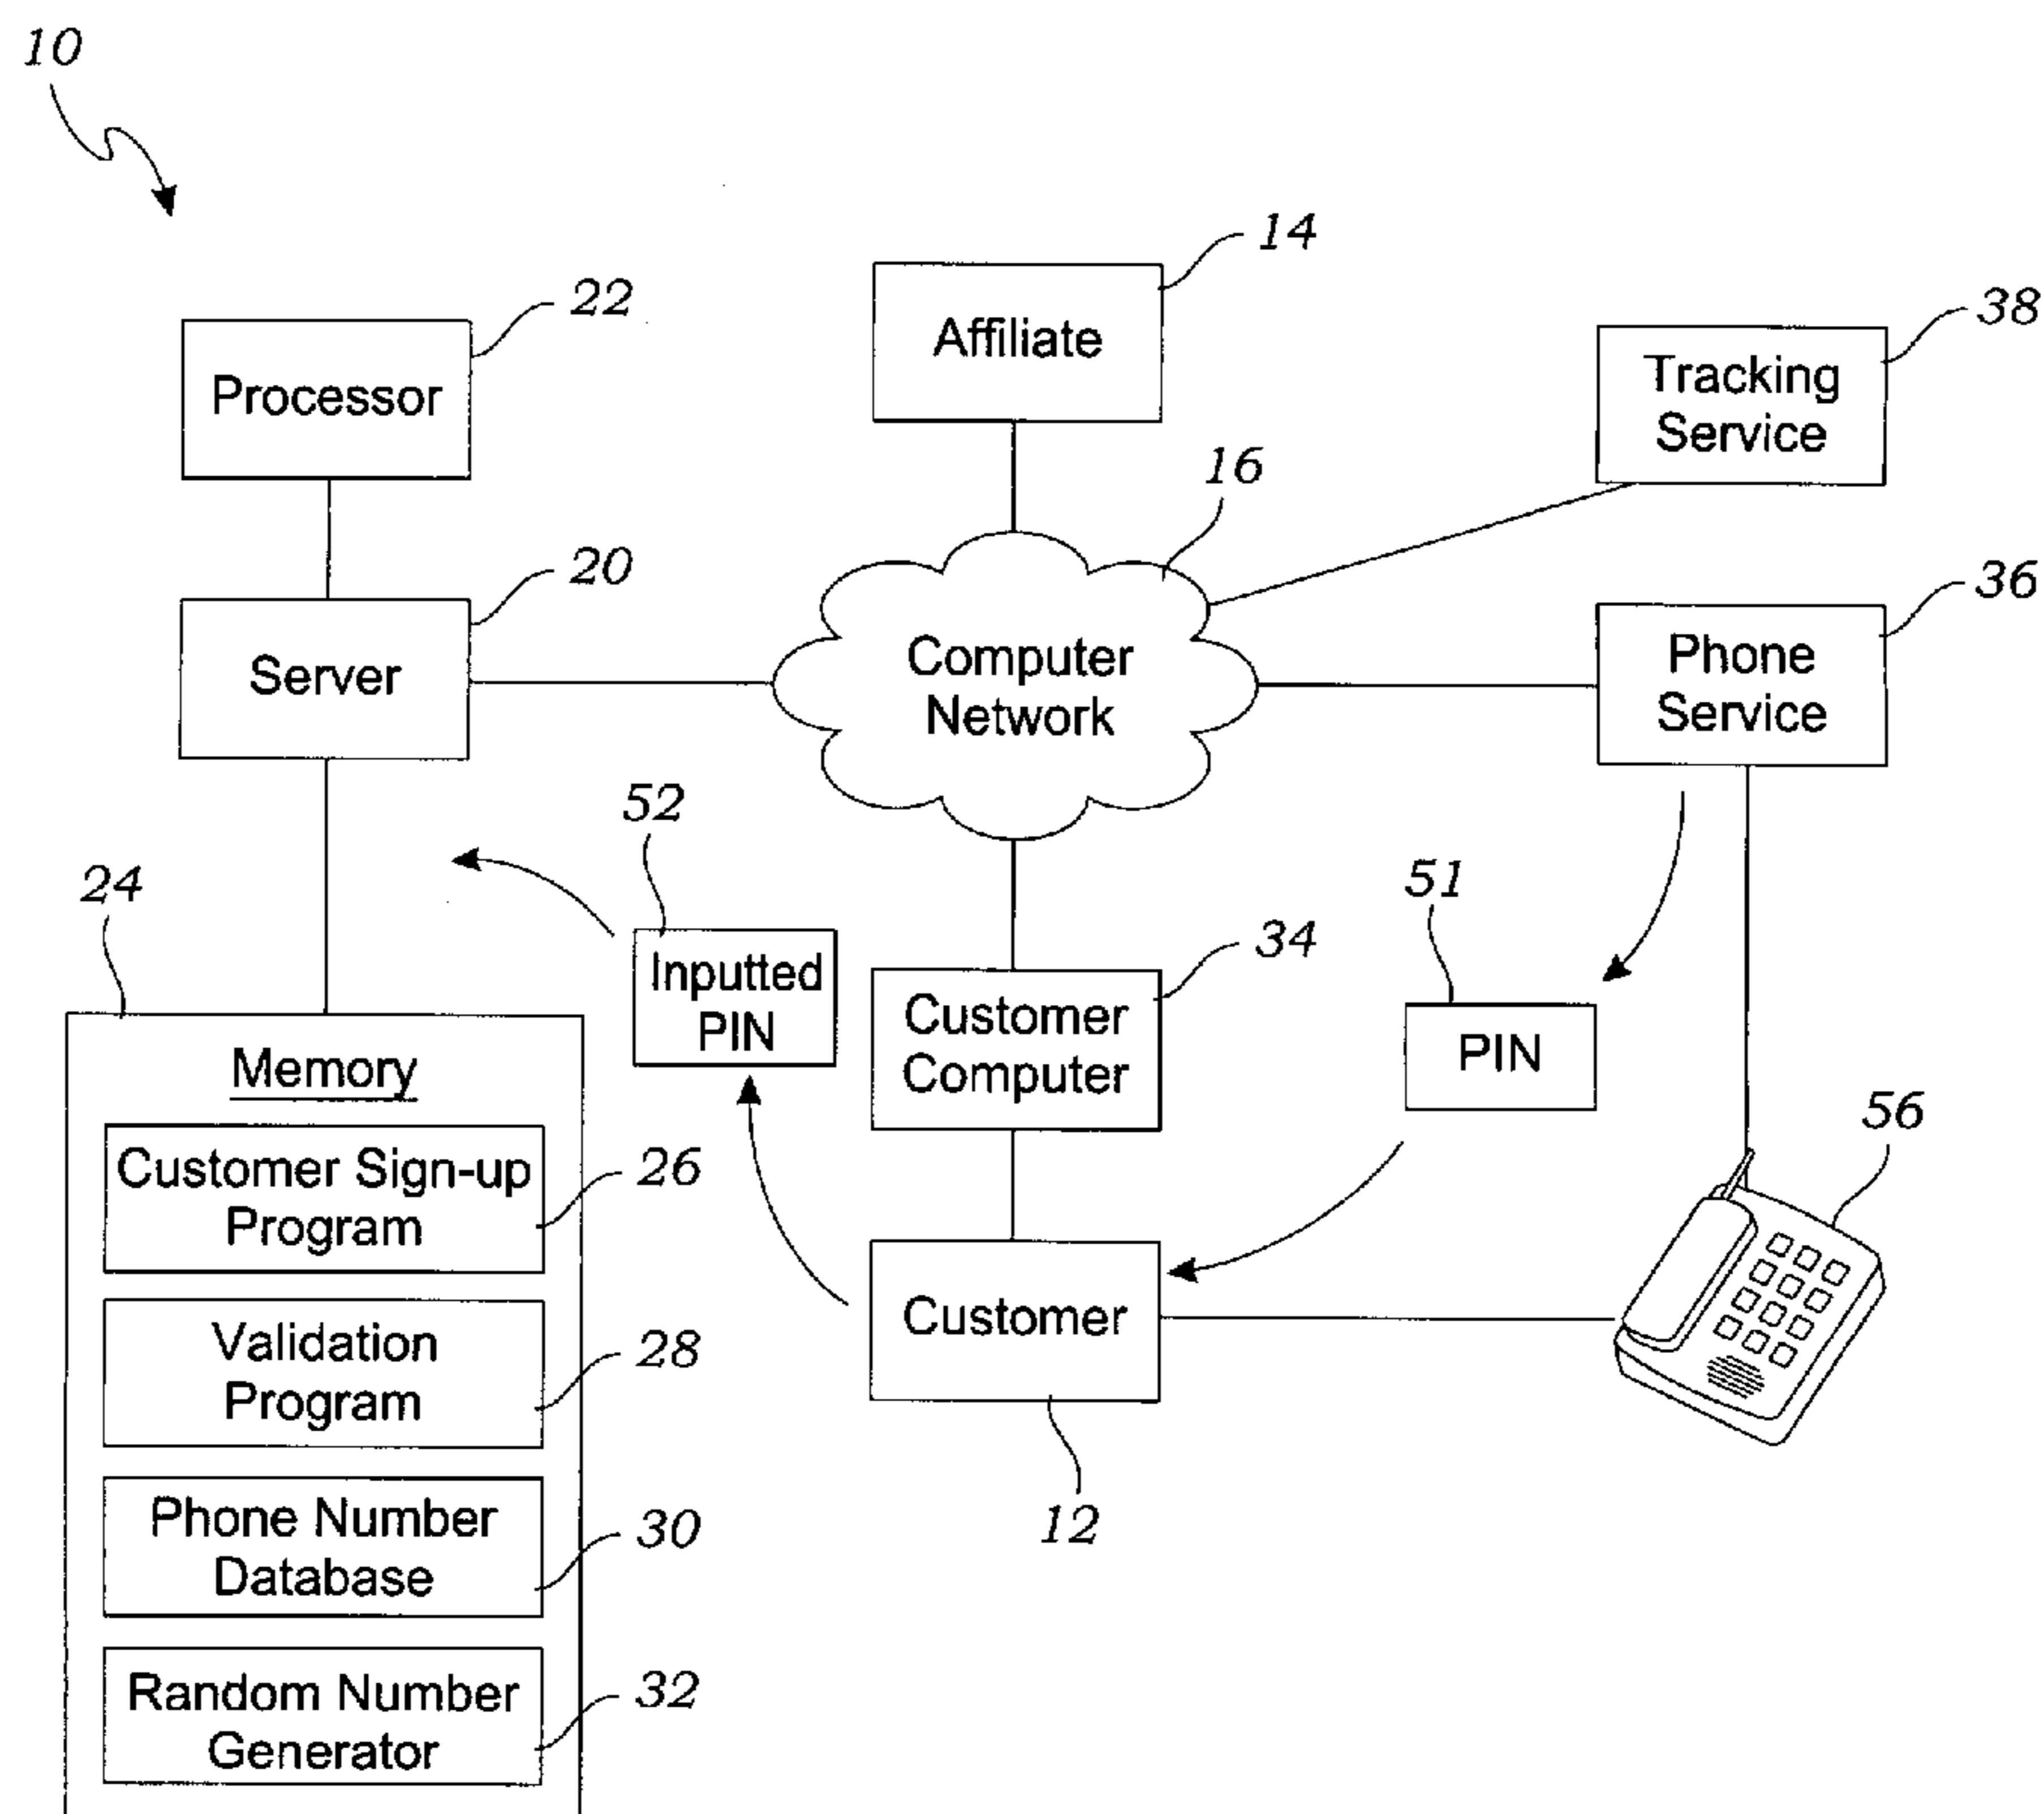 10
14
22
38
Affiliate
Tracking
Service
Processor
16
20
36
Computer
Network
Phone
Service
Server
52
24
51
34
Inputted
PIN
Customer
Computer
PIN
Memory
56
Customer Sign-up
Program
26
Customer
Validation
Program
28
12
Phone Number
Database
30
Random Number
Generator
32